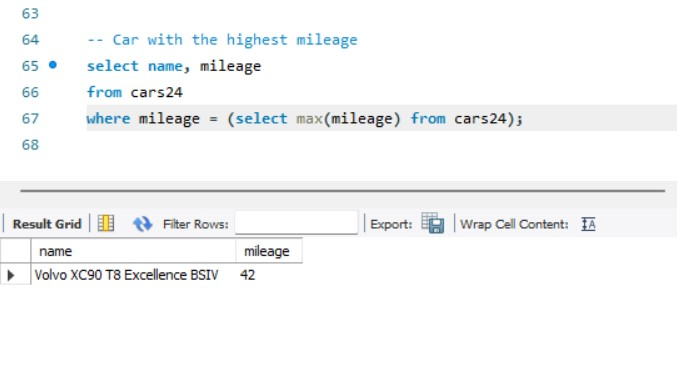 63
64 -- Car with the highest mileage
65 select name, mileage
66 from cars24
67 where mileage = (select max(mileage) from cars24);
68
Result Grid Filter Rows: Export: Wrap Cell Content: IA
name mileage
Volvo XC90 T8 Excellence BSIV 42